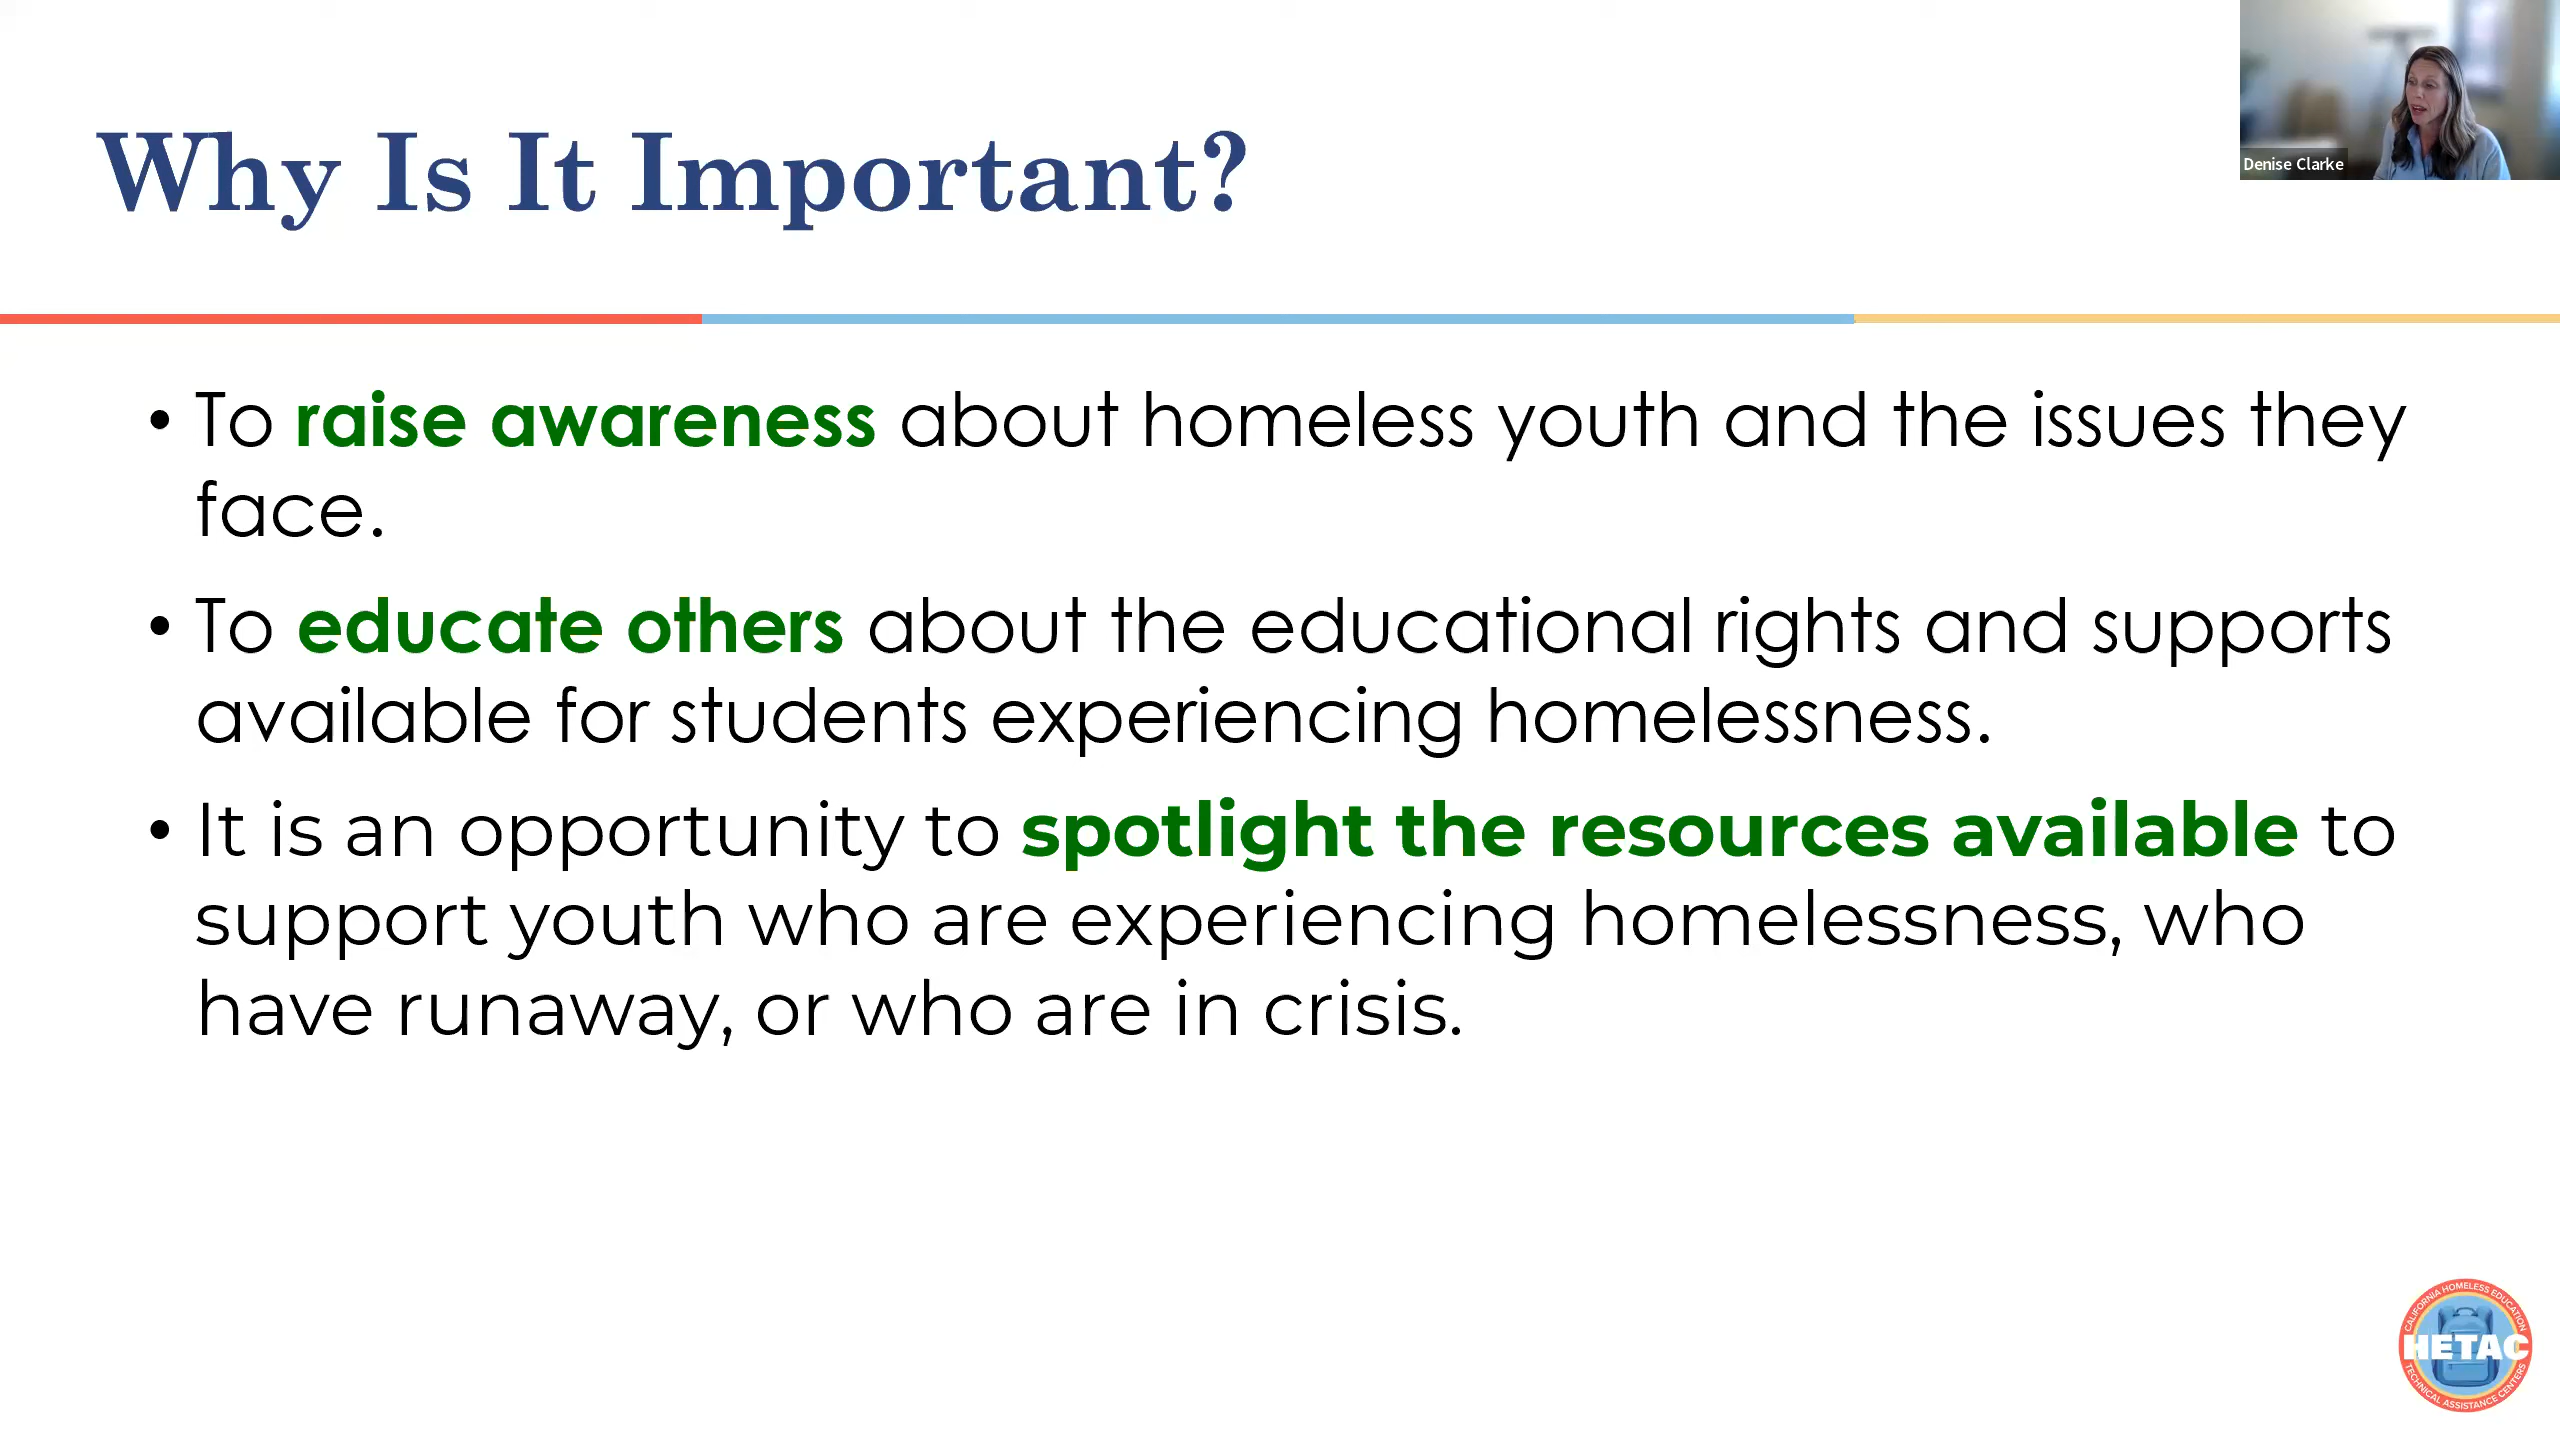 Why Is It Important?
Denise Clarke
• To raise awareness about homeless youth and the issues they
face.
• To educate others about the educational rights and supports
available for students experiencing homelessness.
• It is an opportunity to spotlight the resources available to
support youth who are experiencing homelessness, who
have runaway, or who are in crisis.
CALIFORNIA HOMELESS EDUCATION
HETAC
TECHNICAL ASSISTANCE CENTERS